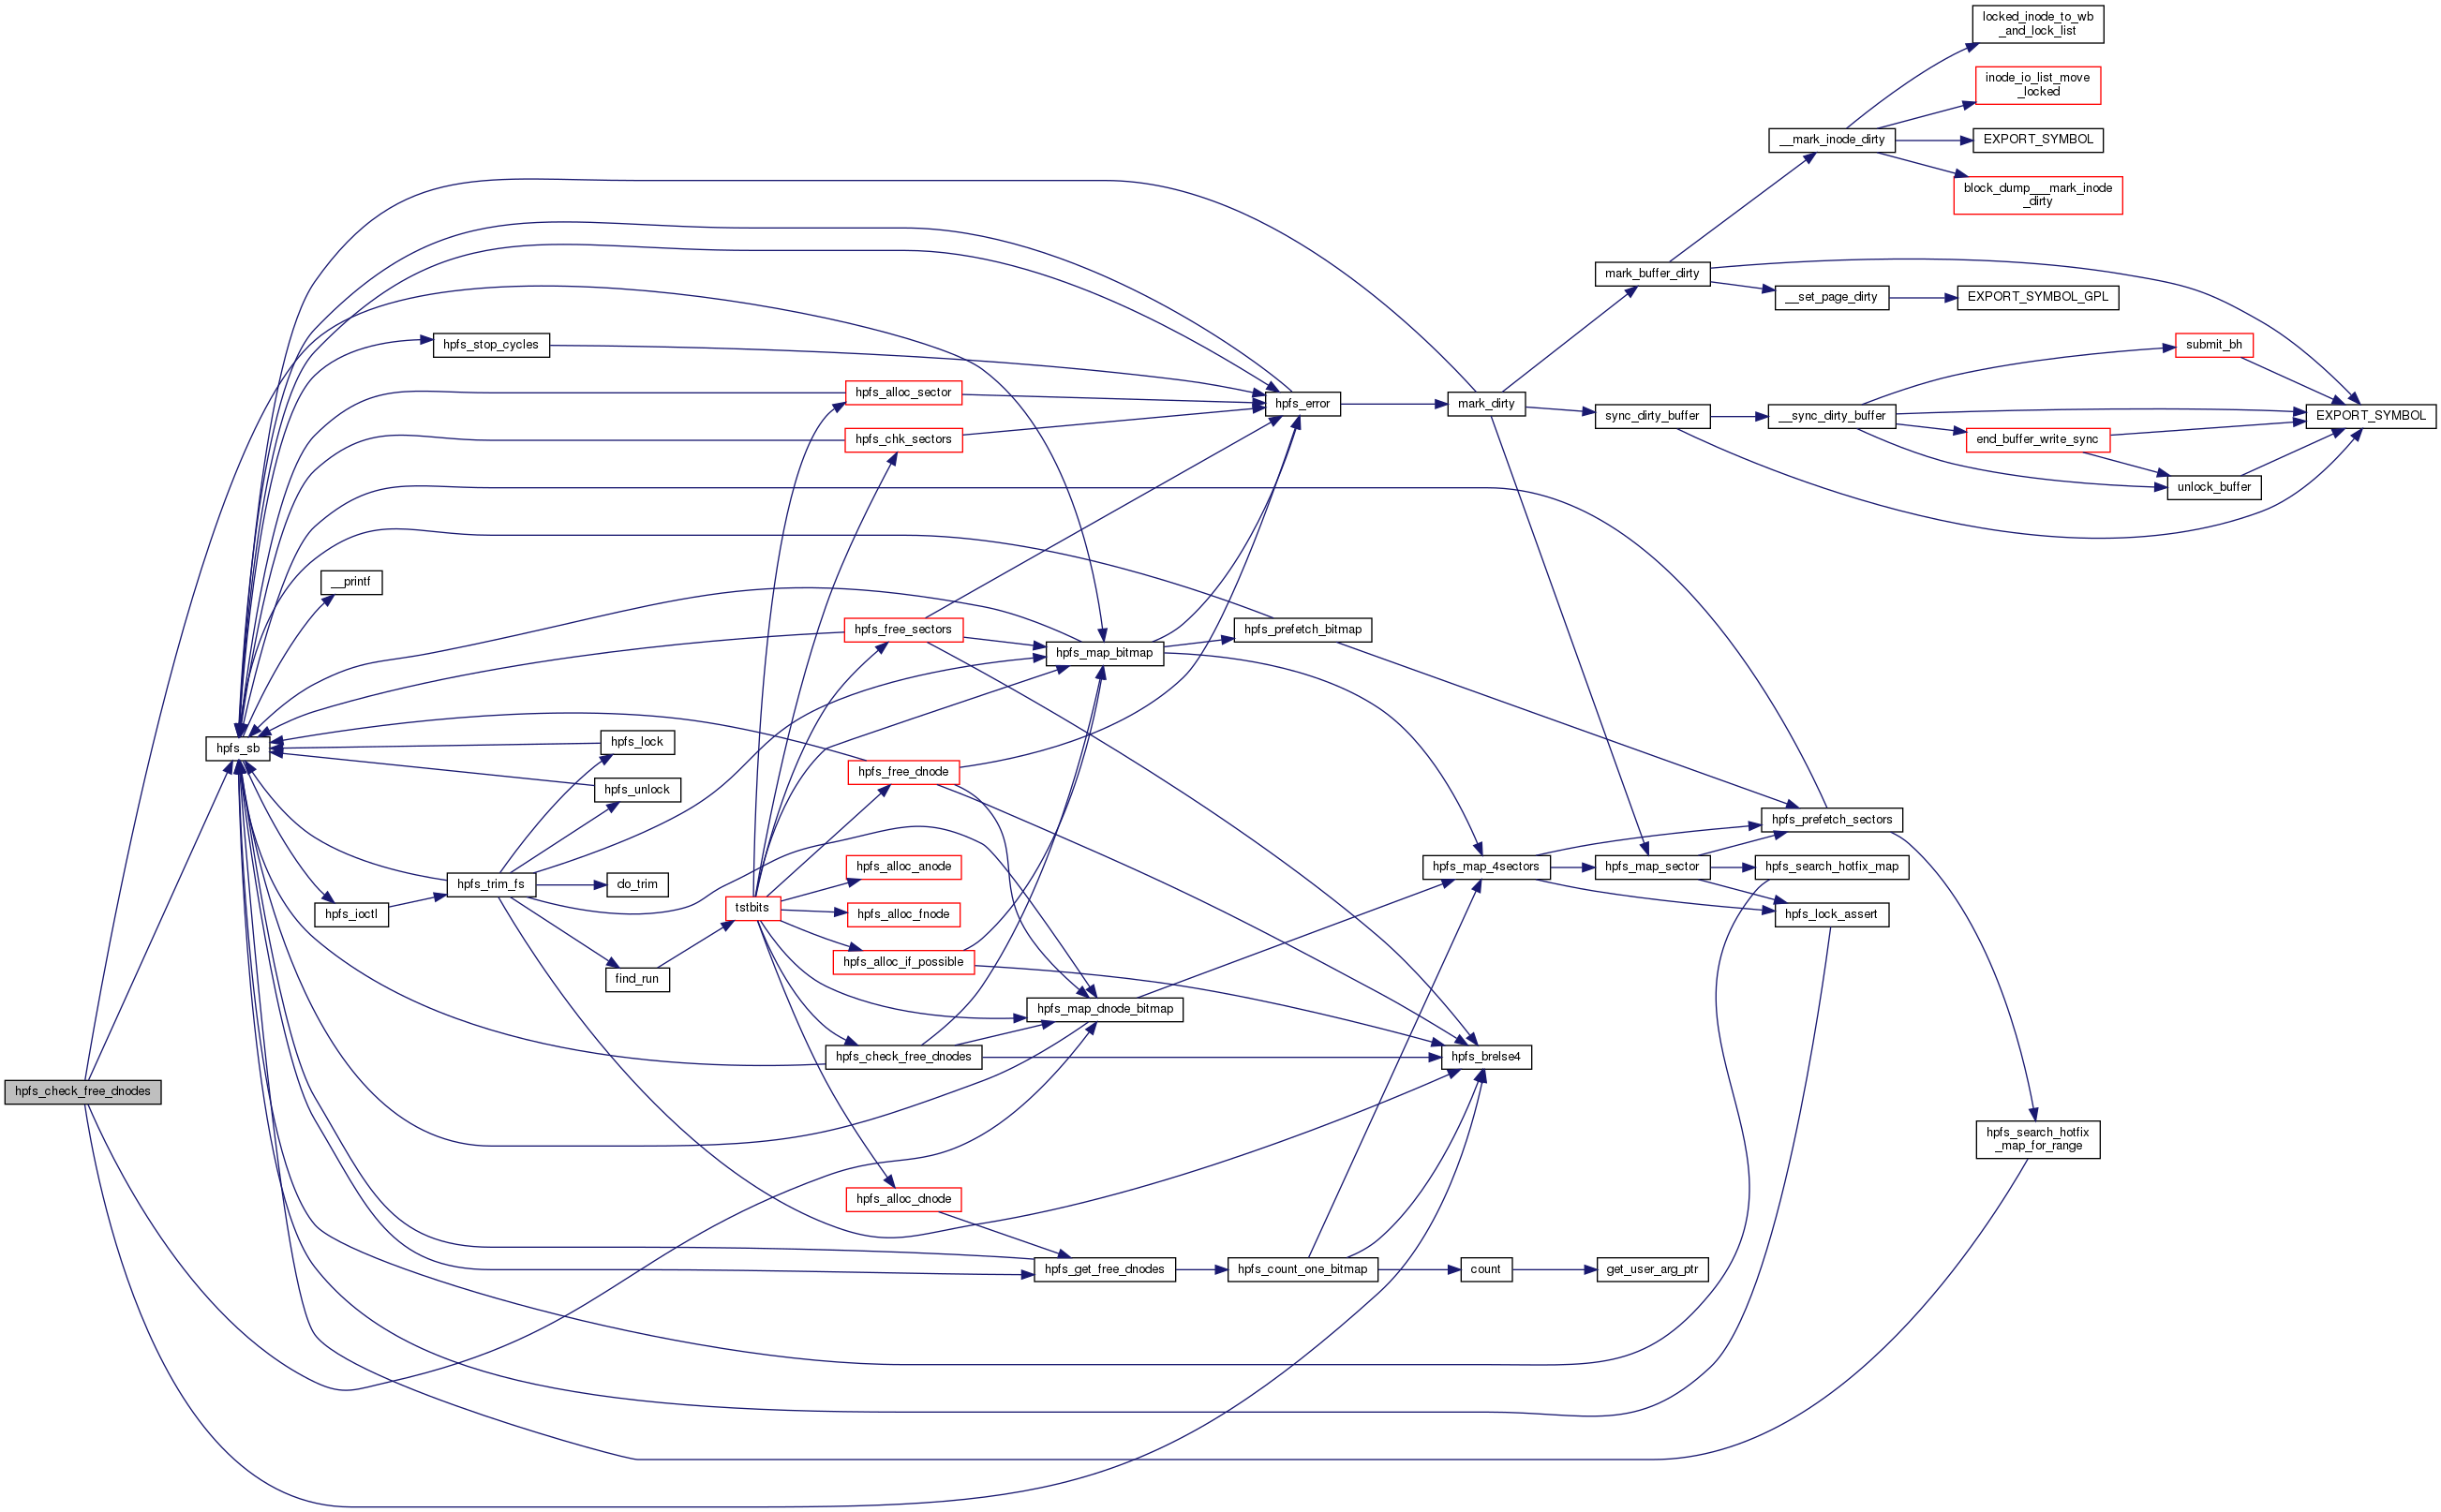 locked_inode_to_wb
_and_lock_list
inode_io_list_move
_locked
__mark_inode_dirty
EXPORT_SYMBOL
block_dump___mark_inode
_dirty
mark_buffer_dirty
__set_page_dirty
EXPORT_SYMBOL_GPL
hpfs_stop_cycles
submit_bh
hpfs_alloc_sector
hpfs_error
mark_dirty
sync_dirty_buffer
__sync_dirty_buffer
EXPORT_SYMBOL
hpfs_chk_sectors
end_buffer_write_sync
unlock_buffer
__printf
hpfs_free_sectors
hpfs_prefetch_bitmap
hpfs_map_bitmap
hpfs_sb
hpfs_lock
hpfs_free_dnode
hpfs_unlock
hpfs_prefetch_sectors
hpfs_alloc_anode
hpfs_map_4sectors
hpfs_map_sector
hpfs_search_hotfix_map
hpfs_trim_fs
do_trim
hpfs_ioctl
tstbits
hpfs_alloc_fnode
hpfs_lock_assert
hpfs_alloc_if_possible
find_run
hpfs_map_dnode_bitmap
hpfs_check_free_dnodes
hpfs_brelse4
hpfs_check_free_dnodes
hpfs_search_hotfix
_map_for_range
hpfs_alloc_dnode
hpfs_get_free_dnodes
hpfs_count_one_bitmap
count
get_user_arg_ptr